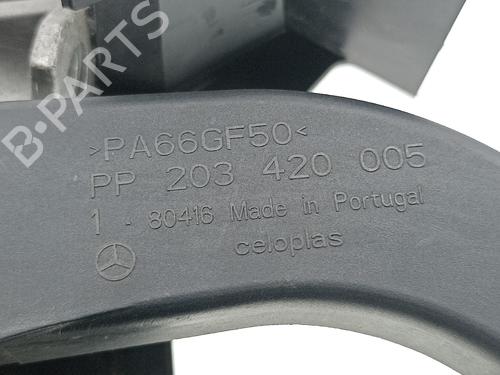 >PA66GF50<
PP 203 420 005
1 - 80416 Made in Portugal
celoplas
B-PARTS